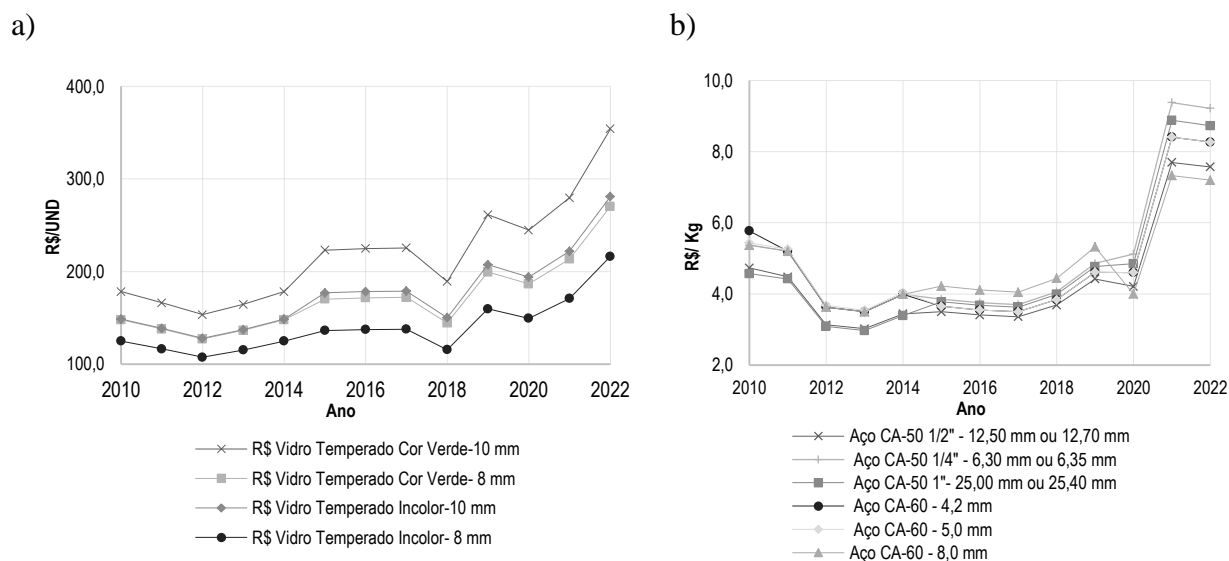 a)
400,0
300,0
200,0
100,0
R$/UND
2010 2012 2014 2016 2018 2020 2022
Ano
R$ Vidro Temperado Cor Verde-10 mm
R$ Vidro Temperado Cor Verde- 8 mm
R$ Vidro Temperado Incolor-10 mm
R$ Vidro Temperado Incolor- 8 mm
b)
10,0
8,0
6,0
4,0
2,0
R$/ Kg
2010 2012 2014 2016 2018 2020 2022
Ano
Aço CA-50 1/2" - 12,50 mm ou 12,70 mm
Aço CA-50 1/4" - 6,30 mm ou 6,35 mm
Aço CA-50 1"- 25,00 mm ou 25,40 mm
Aço CA-60 - 4,2 mm
Aço CA-60 - 5,0 mm
Aço CA-60 - 8,0 mm